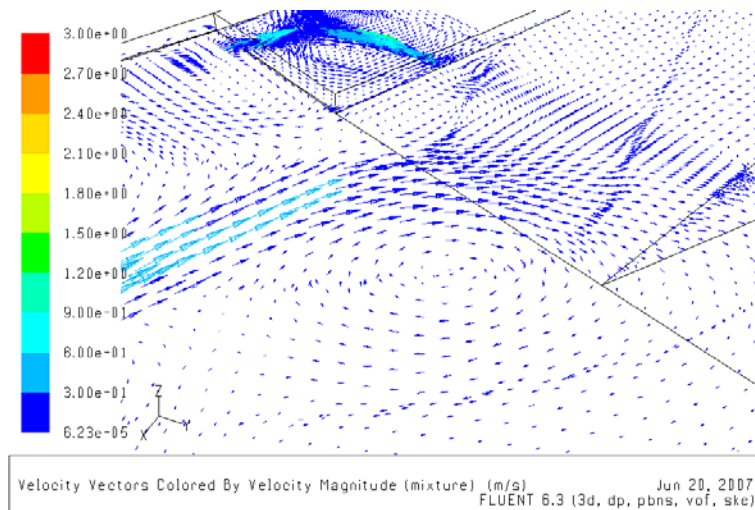 3.00e+00
2.70e+00
2.40e+00
2.10e+00
1.80e+00
1.50e+00
1.20e+00
9.00e-01
6.00e-01
3.00e-01
6.23e-05
Z
X Y
Velocity Vectors Colored By Velocity Magnitude (mixture) (m/s) Jun 20, 2007
FLUENT 6.3 (3d, dp, pbns, vof, ske)